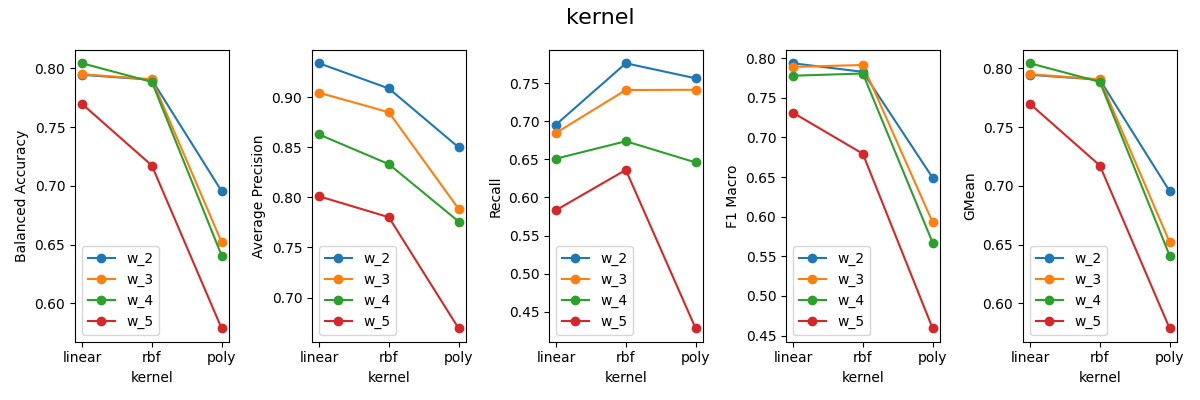 kernel
Balanced Accuracy
0.80
0.75
0.70
0.65
0.60
w_2
w_3
w_4
w_5
linear rbf poly
kernel
Average Precision
0.90
0.85
0.80
0.75
0.70
w_2
w_3
w_4
w_5
linear rbf poly
kernel
Recall
0.75
0.70
0.65
0.60
0.55
0.50
0.45
w_2
w_3
w_4
w_5
linear rbf poly
kernel
F1 Macro
0.80
0.75
0.70
0.65
0.60
0.55
0.50
0.45
w_2
w_3
w_4
w_5
linear rbf poly
kernel
GMean
0.80
0.75
0.70
0.65
0.60
w_2
w_3
w_4
w_5
linear rbf poly
kernel